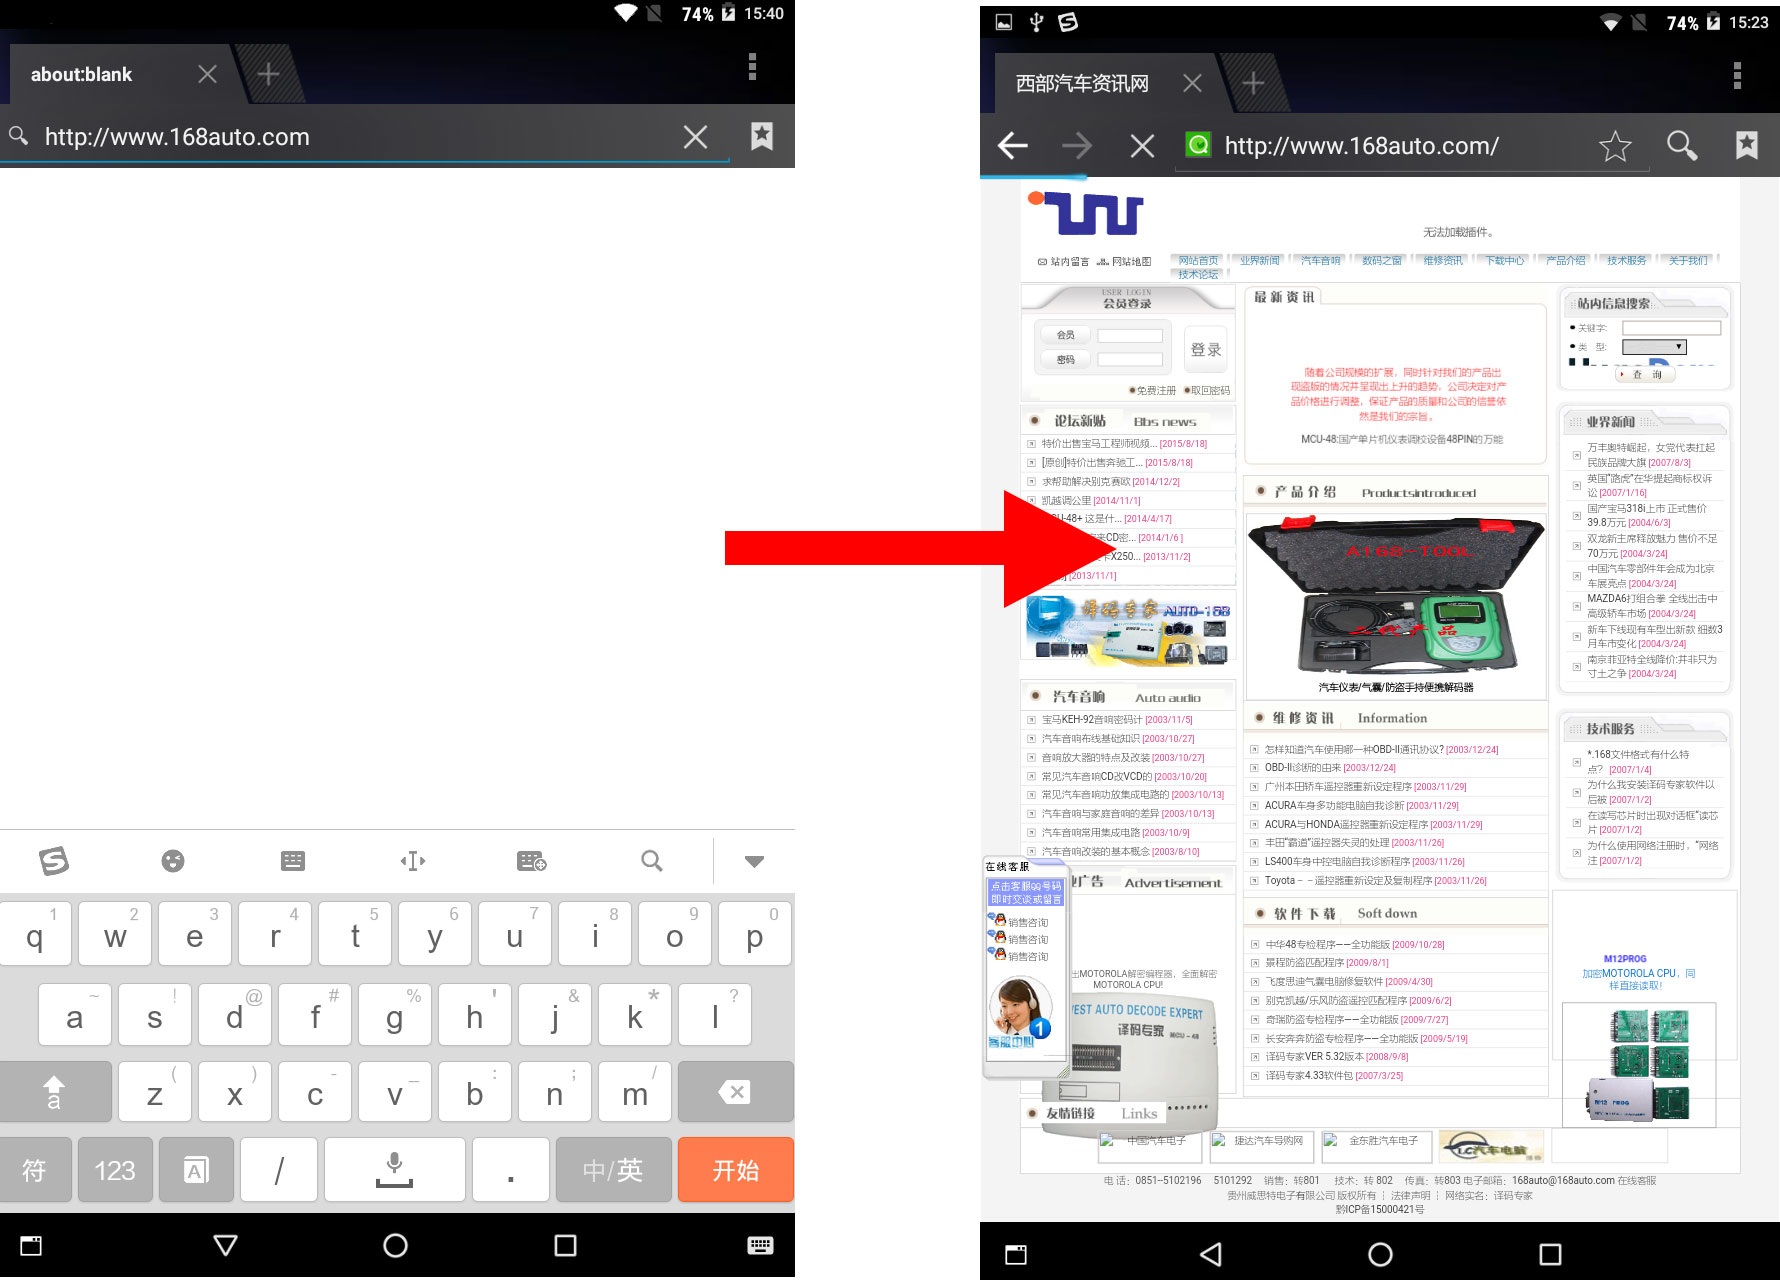 74% 15:40
about:blank
http://www.168auto.com
1 2 3 4 5 6 7 8 9 0
q w e r t y u i o p
~ ! @ # % ' & * ?
a s d f g h j k l
( ) - _ : ; /
a z x c v b n m
符 123 A / . 中/英 开始
74% 15:23
西部汽车资讯网
http://www.168auto.com/
无法加载插件。
站内留言 网站地图
网站首页 业界新闻 汽车音响 数码之窗 维修资讯 下载中心 产品介绍 技术服务 关于我们
技术论坛
USER LOGIN
会员登录
会员
密码
登录
免费注册 取回密码
论坛新贴 Bbs news
特价出售宝马工程师视频... [2015/8/18]
[原创]特价出售奔驰工... [2015/8/18]
求帮助解决别克赛欧 [2014/12/2]
凯越调公里 [2014/11/1]
-48+ 这是什... [2014/4/17]
来CD密... [2014/1/6 ]
X250... [2013/11/2]
[2013/11/1]
译码专家 AUTO-168
汽车音响 Auto audio
宝马KEH-92音响密码计 [2003/11/5]
汽车音响布线基础知识 [2003/10/27]
音响放大器的特点及改装 [2003/10/27]
常见汽车音响CD改VCD的 [2003/10/20]
常见汽车音响功放集成电路的 [2003/10/13]
汽车音响与家庭音响的差异 [2003/10/13]
汽车音响常用集成电路 [2003/10/9]
汽车音响改装的基本概念 [2003/8/10]
在线客服
点击客服QQ号码
即时交谈或留言
销售咨询
销售咨询
销售咨询
1
客服中心
业广告 Advertisement
出MOTOROLA解密编程器，全面解密
MOTOROLA CPU!
WEST AUTO DECODE EXPERT
译码专家 MCU - 48
最新资讯
随着公司规模的扩展，同时针对我们的产品出
现盗版的情况并呈现出上升的趋势，公司决定对产
品价格进行调整，保证产品的质量和公司的信誉依
然是我们的宗旨。
MCU-48:国产单片机仪表调校设备48PIN的万能
产品介绍 Productsintroduced
A168 TOOL
汽车仪表/气囊/防盗手持便携解码器
维修资讯 Information
怎样知道汽车使用哪一种OBD-II通讯协议? [2003/12/24]
OBD-II诊断的由来 [2003/12/24]
广州本田轿车遥控器重新设定程序 [2003/11/29]
ACURA车身多功能电脑自我诊断 [2003/11/29]
ACURA与HONDA遥控器重新设定程序 [2003/11/29]
丰田“霸道”遥控器失灵的处理 [2003/11/26]
LS400车身中控电脑自我诊断程序 [2003/11/26]
Toyota－－遥控器重新设定及复制程序 [2003/11/26]
软件下载 Soft down
中华48专检程序——全功能版 [2009/10/28]
景程防盗匹配程序 [2009/8/1]
飞度思迪气囊电脑修复软件 [2009/4/30]
别克凯越/乐风防盗遥控匹配程序 [2009/6/2]
奇瑞防盗专检程序——全功能版 [2009/7/27]
长安奔奔防盗专检程序——全功能版 [2009/5/19]
译码专家VER 5.32版本 [2008/9/8]
译码专家4.33软件包 [2007/3/25]
站内信息搜索
关键字:
类 型:
查 询
业界新闻
万丰奥特崛起，女党代表扛起
民族品牌大旗 [2007/8/3]
英国“路虎”在华提起商标权诉
讼 [2007/1/16]
国产宝马318i上市 正式售价
39.8万元 [2004/6/3]
双龙新主席释放魅力 售价不足
70万元 [2004/3/24]
中国汽车零部件年会成为北京
车展亮点 [2004/3/24]
MAZDA6打组合拳 全线出击中
高级轿车市场 [2004/3/24]
新车下线现有车型出新款 细数3
月车市变化 [2004/3/24]
南京菲亚特全线降价:并非只为
寸土之争 [2004/3/24]
技术服务
*.168文件格式有什么特
点？ [2007/1/4]
为什么我安装译码专家软件以
后被 [2007/1/2]
在读写芯片时出现对话框“读芯
片 [2007/1/2]
为什么使用网络注册时，“网络
注 [2007/1/2]
M12PROG
加密MOTOROLA CPU，同
样直接读取!
M12 PROG
友情链接 Links
中国汽车电子 捷达汽车导购网 金东胜汽车电子 LC汽车电脑
电 话：0851--5102196 5101292 销售：转801 技术：转 802 传真：转803 电子邮箱：168auto@168auto.com 在线客服
贵州威思特电子有限公司 版权所有 ┆ 法律声明 ┆ 网络实名：译码专家
黔ICP备15000421号